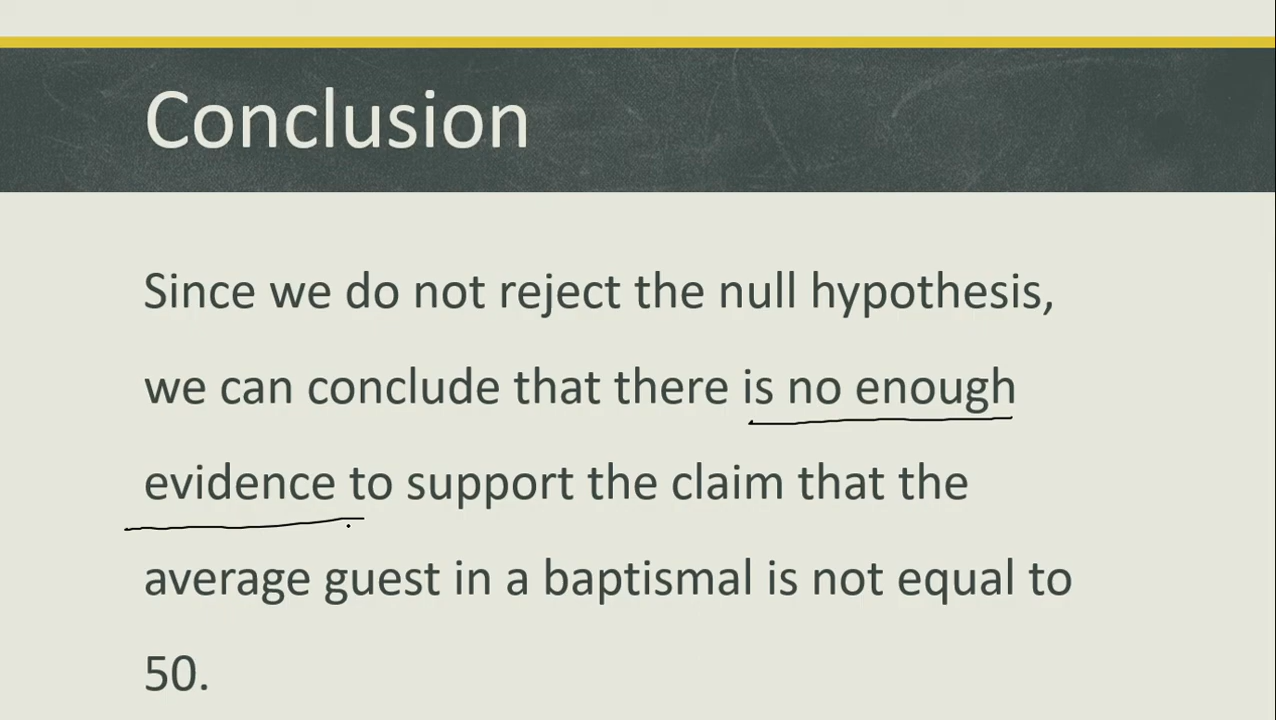 Conclusion
Since we do not reject the null hypothesis,
we can conclude that there is no enough
evidence to support the claim that the
average guest in a baptismal is not equal to
50.